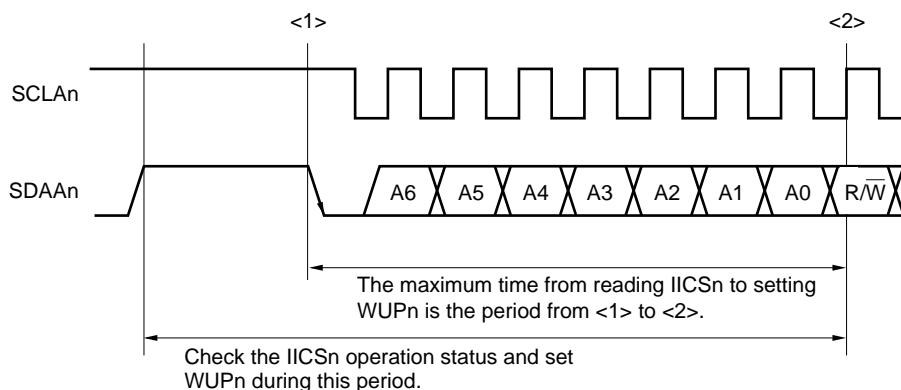 <1> <2>
SCLAn
SDAAn A6 A5 A4 A3 A2 A1 A0 R/W̅
The maximum time from reading IICSn to setting
WUPn is the period from <1> to <2>.
Check the IICSn operation status and set
WUPn during this period.